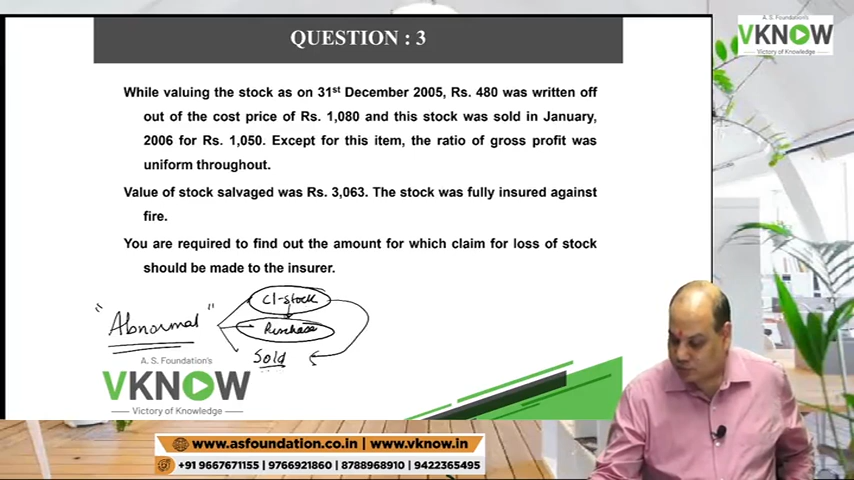 QUESTION : 3
A. S. Foundation's
VKNOW
Victory of Knowledge
While valuing the stock as on 31st December 2005, Rs. 480 was written off
out of the cost price of Rs. 1,080 and this stock was sold in January,
2006 for Rs. 1,050. Except for this item, the ratio of gross profit was
uniform throughout.
Value of stock salvaged was Rs. 3,063. The stock was fully insured against
fire.
You are required to find out the amount for which claim for loss of stock
should be made to the insurer.
"Abnormal"
Cl-stock
Purchase
Sold
A. S. Foundation's
VKNOW
Victory of Knowledge
www.asfoundation.co.in | www.vknow.in
+91 9667671155 | 9766921860 | 8788968910 | 9422365495